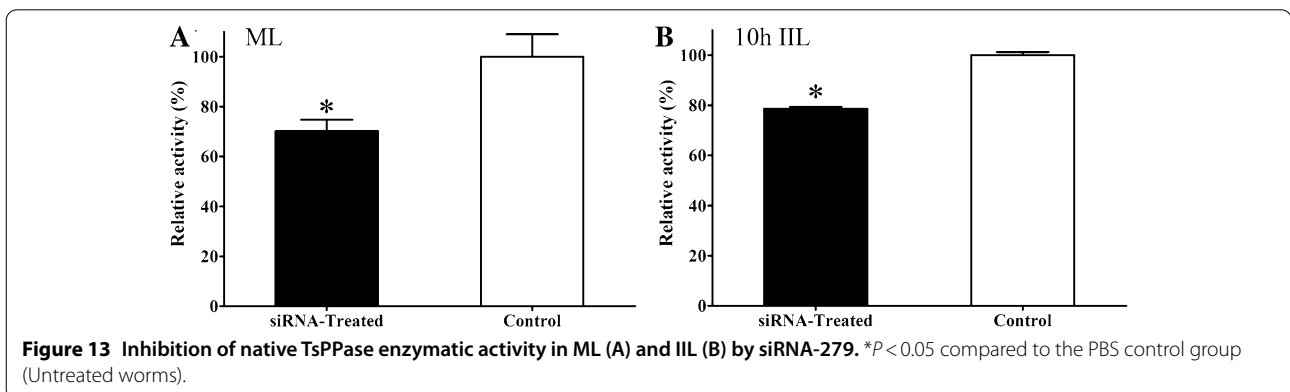 A ML
Relative activity (%)
100
80
60
40
20
0
*
siRNA-Treated Control
B 10h IIL
Relative activity (%)
100
80
60
40
20
0
*
siRNA-Treated Control
Figure 13 Inhibition of native TsPPase enzymatic activity in ML (A) and IIL (B) by siRNA-279. *P < 0.05 compared to the PBS control group
(Untreated worms).